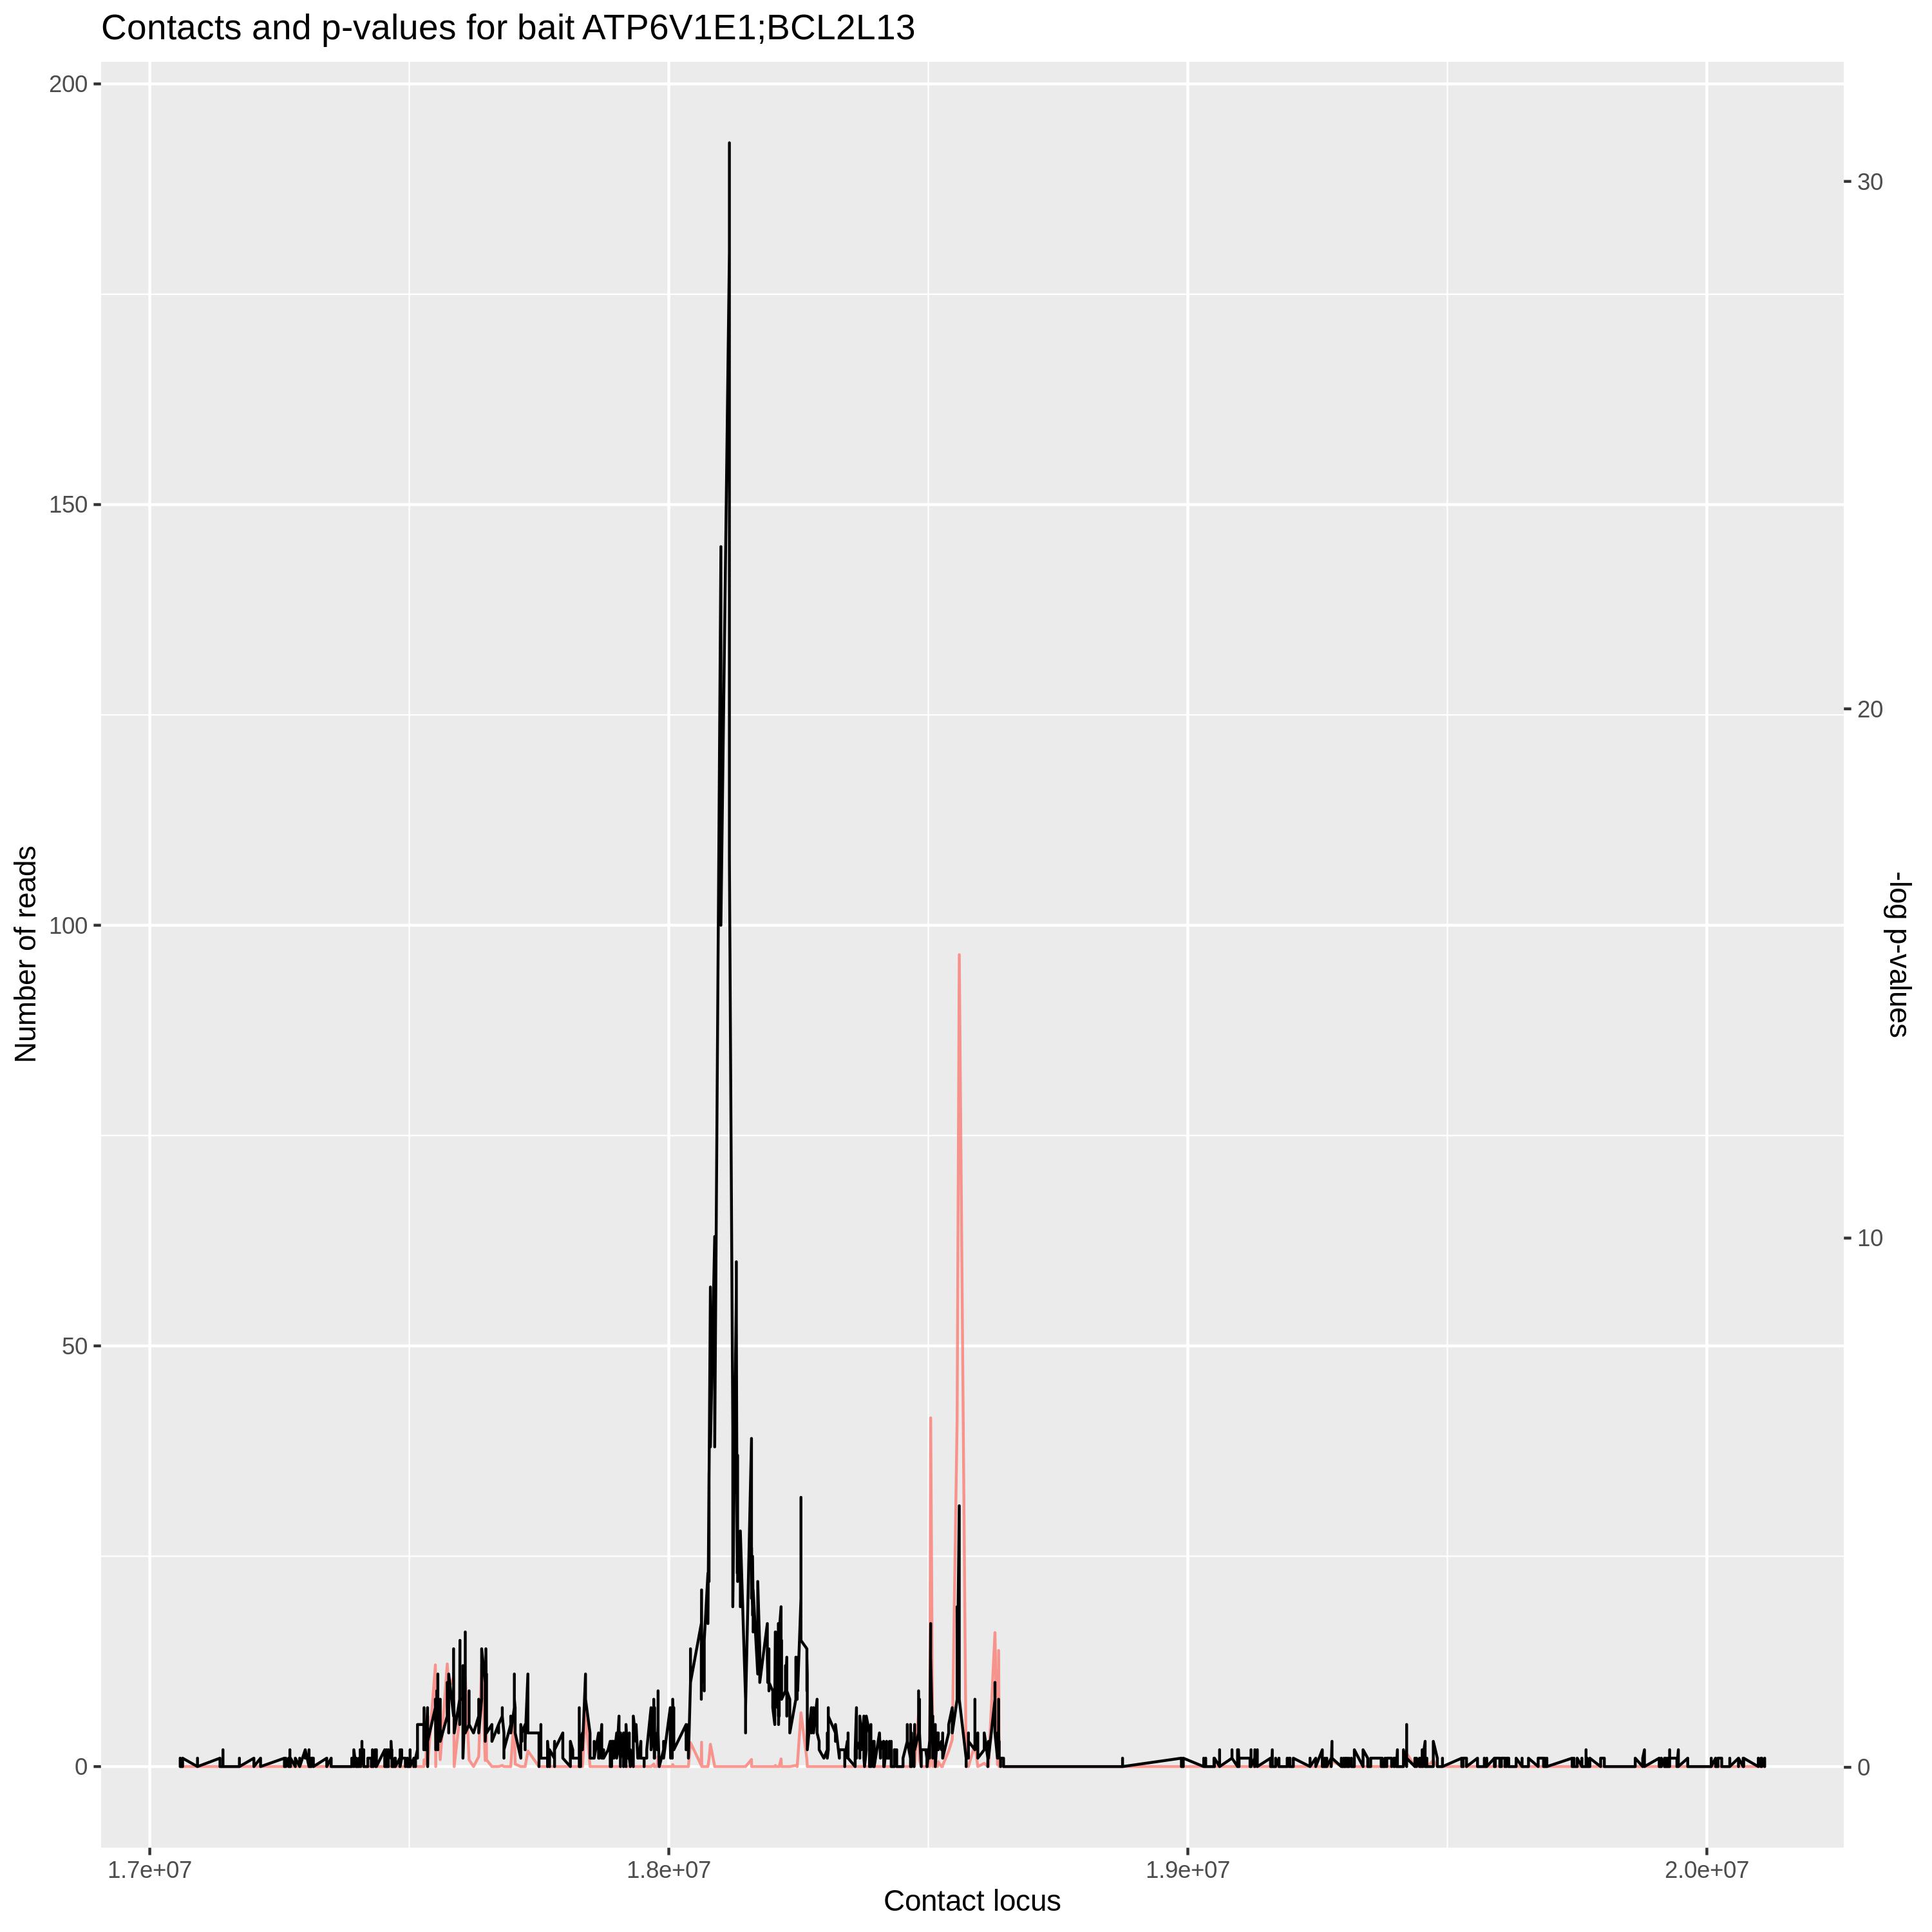 Contacts and p-values for bait ATP6V1E1;BCL2L13
200
150
100
50
0
30
20
10
0
Number of reads
-log p-values
1.7e+07
1.8e+07
1.9e+07
2.0e+07
Contact locus